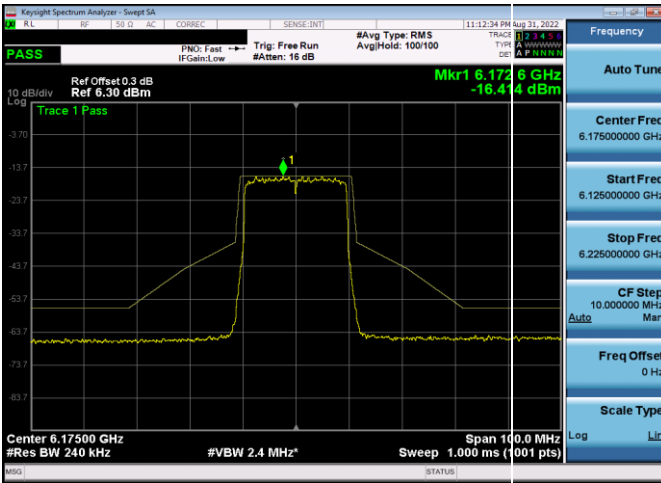 Keysight Spectrum Analyzer - Swept SA
RL RF 50 Ω AC CORREC SENSE:INT 11:12:34 PM Aug 31, 2022
#Avg Type: RMS TRACE 1 2 3 4 5 6
PNO: Fast Trig: Free Run Avg|Hold: 100/100 TYPE A WWWWW
PASS IFGain:Low #Atten: 16 dB DET A P N N N N
Mkr1 6.172 6 GHz
-16.414 dBm
Ref Offset 0.3 dB
10 dB/div Ref 6.30 dBm
Log
Trace 1 Pass
-3.70
-13.7
1
-23.7
-33.7
-43.7
-53.7
-63.7
-73.7
-83.7
Center 6.17500 GHz Span 100.0 MHz
#Res BW 240 kHz #VBW 2.4 MHz* Sweep 1.000 ms (1001 pts)
MSG STATUS
Frequency
Auto Tune
Center Freq
6.175000000 GHz
Start Freq
6.125000000 GHz
Stop Freq
6.225000000 GHz
CF Step
10.000000 MHz
Auto Man
Freq Offset
0 Hz
Scale Type
Log Lin